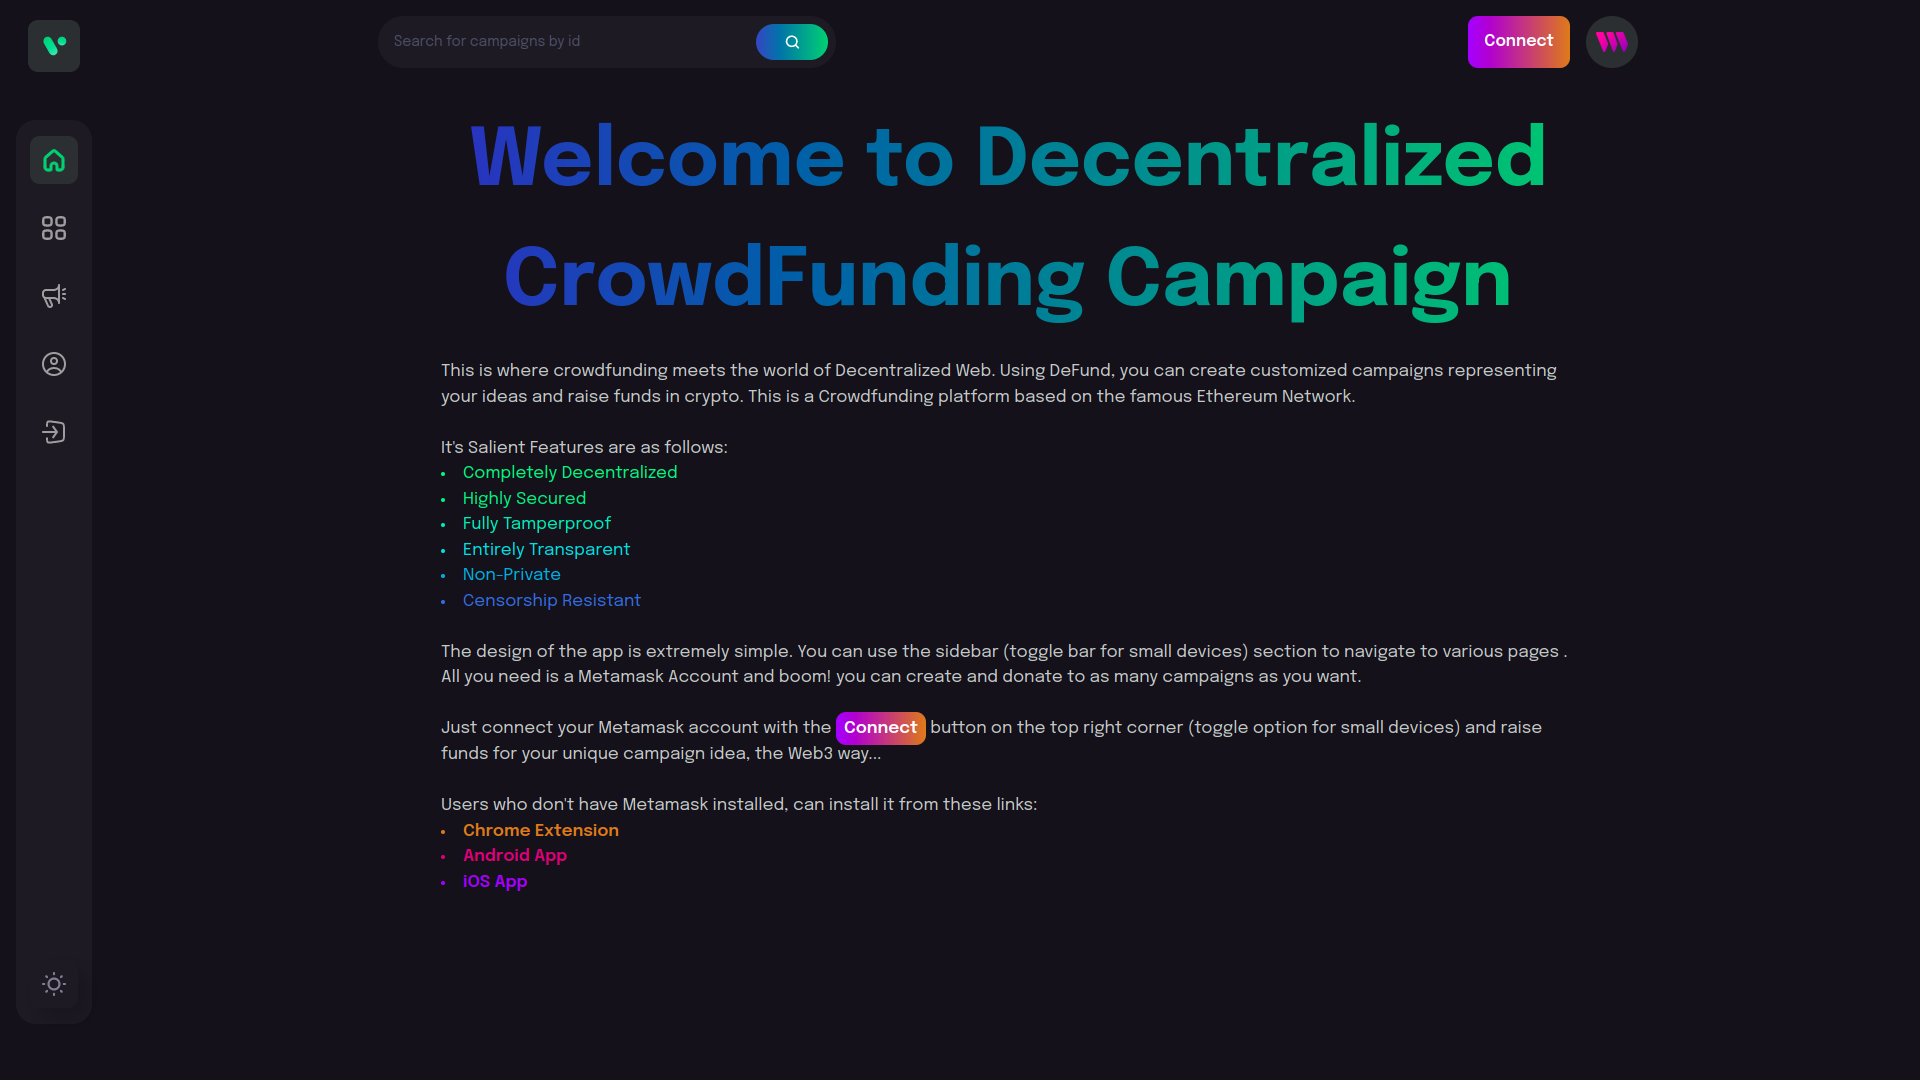 Search for campaigns by id
Connect
Welcome to Decentralized
CrowdFunding Campaign
This is where crowdfunding meets the world of Decentralized Web. Using DeFund, you can create customized campaigns representing
your ideas and raise funds in crypto. This is a Crowdfunding platform based on the famous Ethereum Network.
It's Salient Features are as follows:
• Completely Decentralized
• Highly Secured
• Fully Tamperproof
• Entirely Transparent
• Non-Private
• Censorship Resistant
The design of the app is extremely simple. You can use the sidebar (toggle bar for small devices) section to navigate to various pages .
All you need is a Metamask Account and boom! you can create and donate to as many campaigns as you want.
Just connect your Metamask account with the Connect button on the top right corner (toggle option for small devices) and raise
funds for your unique campaign idea, the Web3 way...
Users who don't have Metamask installed, can install it from these links:
• Chrome Extension
• Android App
• iOS App